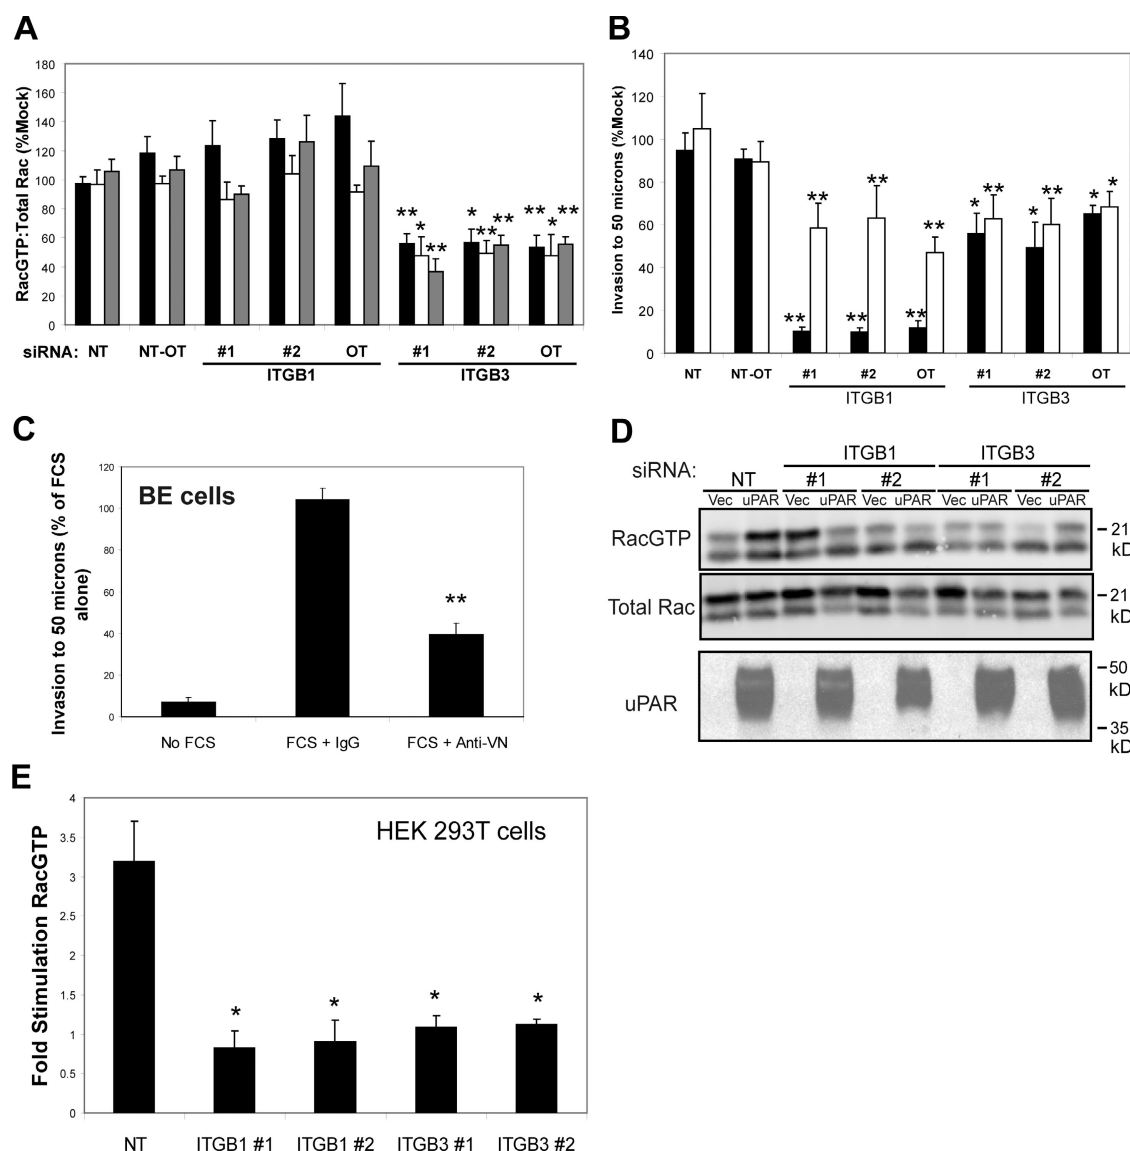 A
RacGTP:Total Rac (%Mock)
180
160
140
120
100
80
60
40
20
0
** * ** * ** ** ** * **
siRNA: NT NT-OT #1 #2 OT #1 #2 OT
ITGB1 ITGB3
B
Invasion to 50 microns (%Mock)
140
120
100
80
60
40
20
0
** ** ** ** ** ** * ** * ** * *
NT NT-OT #1 #2 OT #1 #2 OT
ITGB1 ITGB3
C
Invasion to 50 microns (% of FCS
alone)
120
100
80
60
40
20
0
BE cells
**
No FCS FCS + IgG FCS + Anti-VN
D
ITGB1 ITGB3
siRNA: NT #1 #2 #1 #2
Vec uPAR Vec uPAR Vec uPAR Vec uPAR Vec uPAR
RacGTP
21
kD
Total Rac
21
kD
uPAR
50
kD
35
kD
E
Fold Stimulation RacGTP
4
3.5
3
2.5
2
1.5
1
0.5
0
HEK 293T cells
* * * *
NT ITGB1 #1 ITGB1 #2 ITGB3 #1 ITGB3 #2